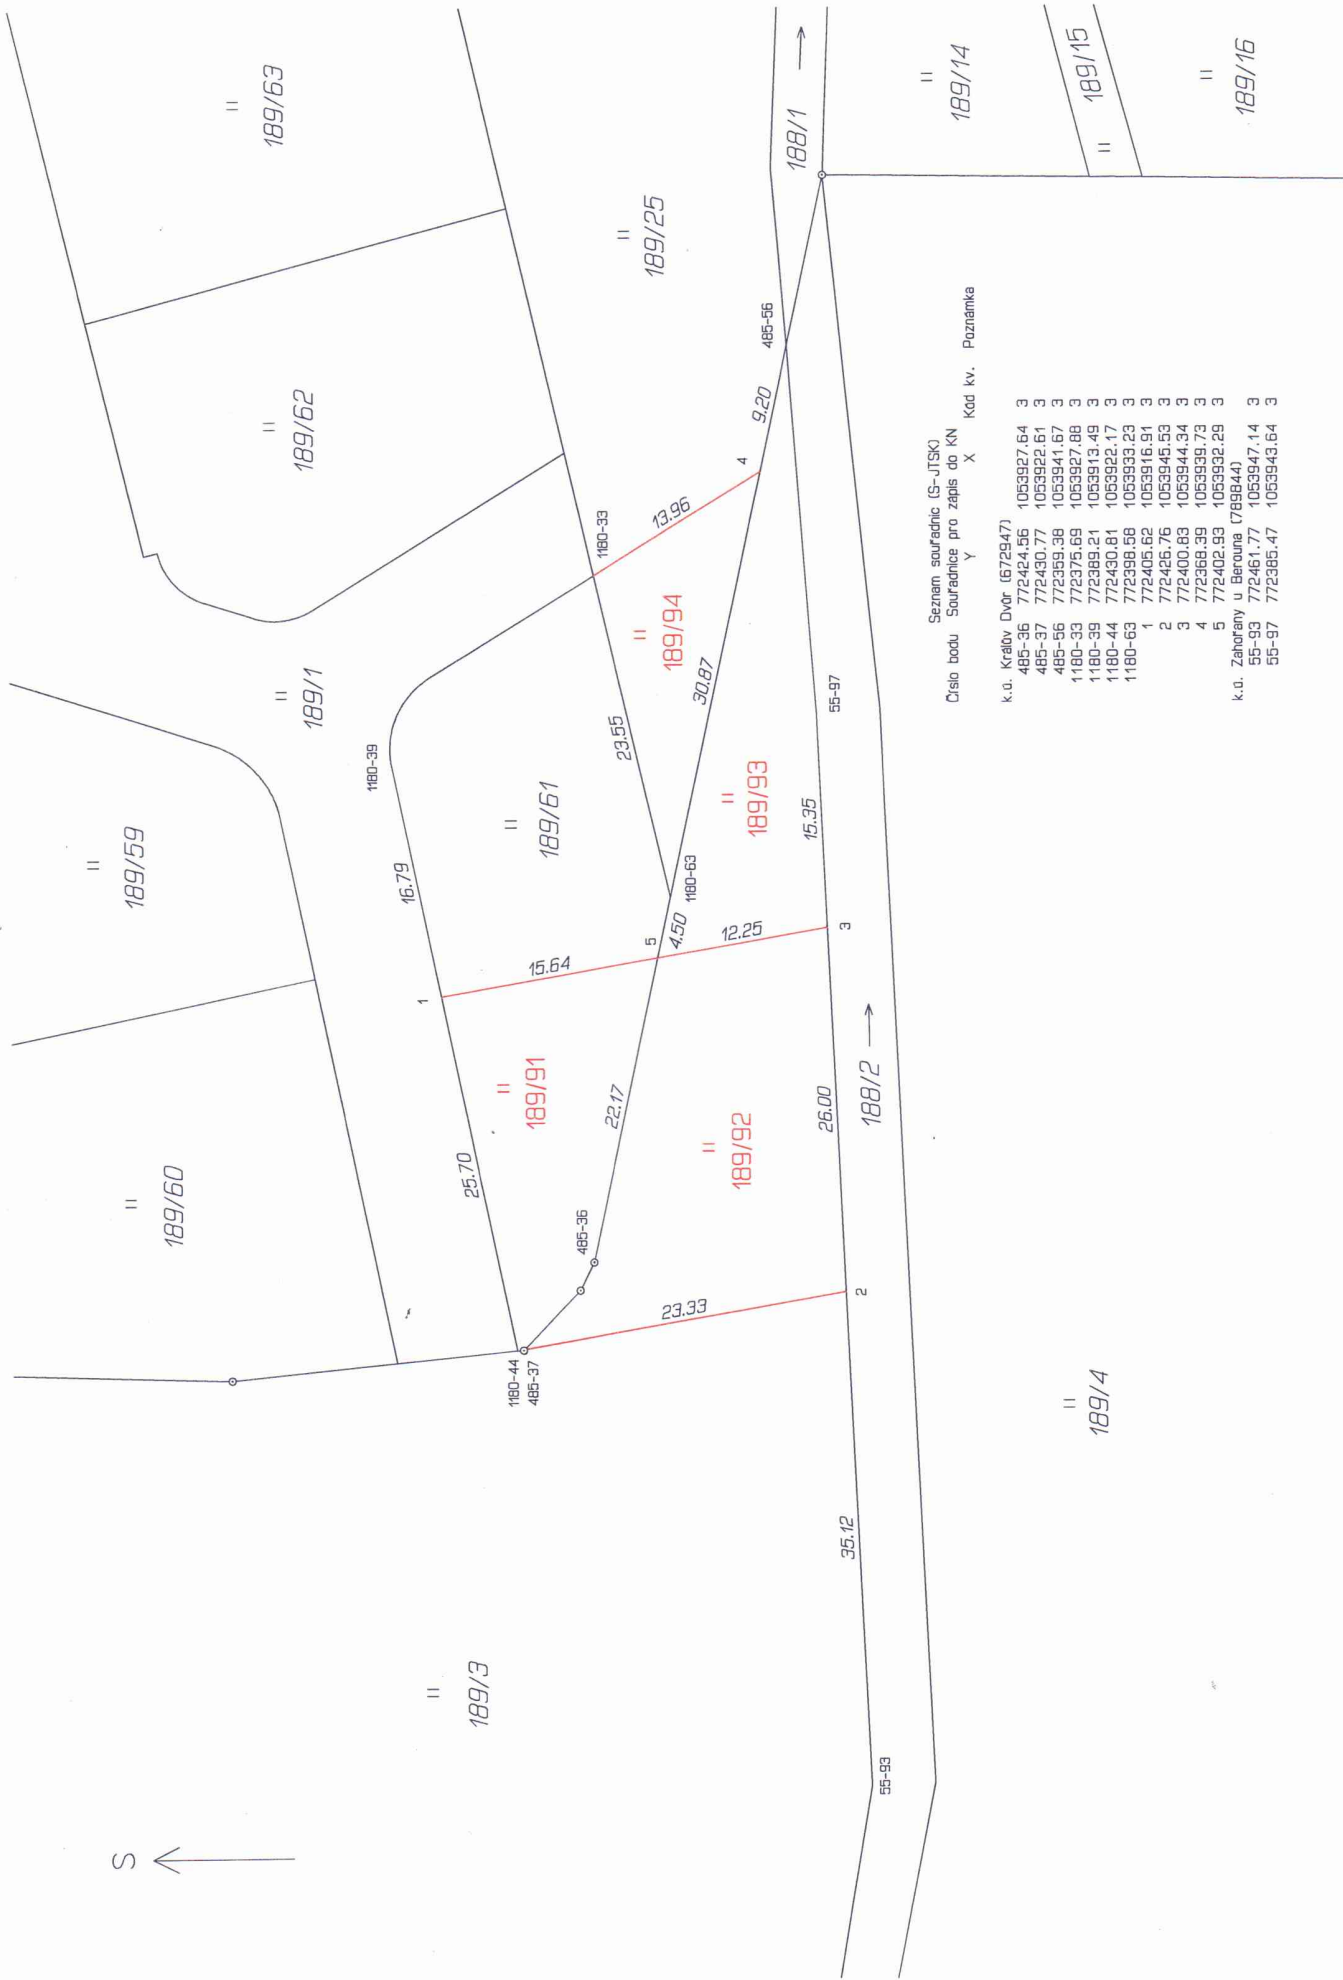 S
189/3
189/60
189/59
189/1
189/62
189/63
189/61
189/25
189/91
189/92
189/93
189/94
189/4
188/2
188/1
189/14
189/15
189/16
1180-44
485-37
485-36
25.70
22.17
23.33
1
15.64
5
4.50
1180-63
12.25
16.79
1180-39
23.55
30.87
1180-33
13.96
4
9.20
485-56
55-93
35.12
2
26.00
3
15.35
55-97
Seznam souřadnic (S-JTSK)
Číslo bodu Souřadnice pro zápis do KN
Y X Kód kv. Poznámka
k.ú. Králův Dvůr (672947)
485-36 772424.56 1053927.64 3
485-37 772430.77 1053922.61 3
485-56 772359.38 1053941.67 3
1180-33 772375.69 1053927.88 3
1180-39 772389.21 1053913.49 3
1180-44 772430.81 1053922.17 3
1180-63 772398.58 1053933.23 3
1 772405.62 1053916.91 3
2 772426.76 1053945.53 3
3 772400.83 1053944.34 3
4 772368.39 1053939.73 3
5 772402.93 1053932.29 3
k.ú. Zahořany u Berouna (789844)
55-93 772461.77 1053947.14 3
55-97 772385.47 1053943.64 3